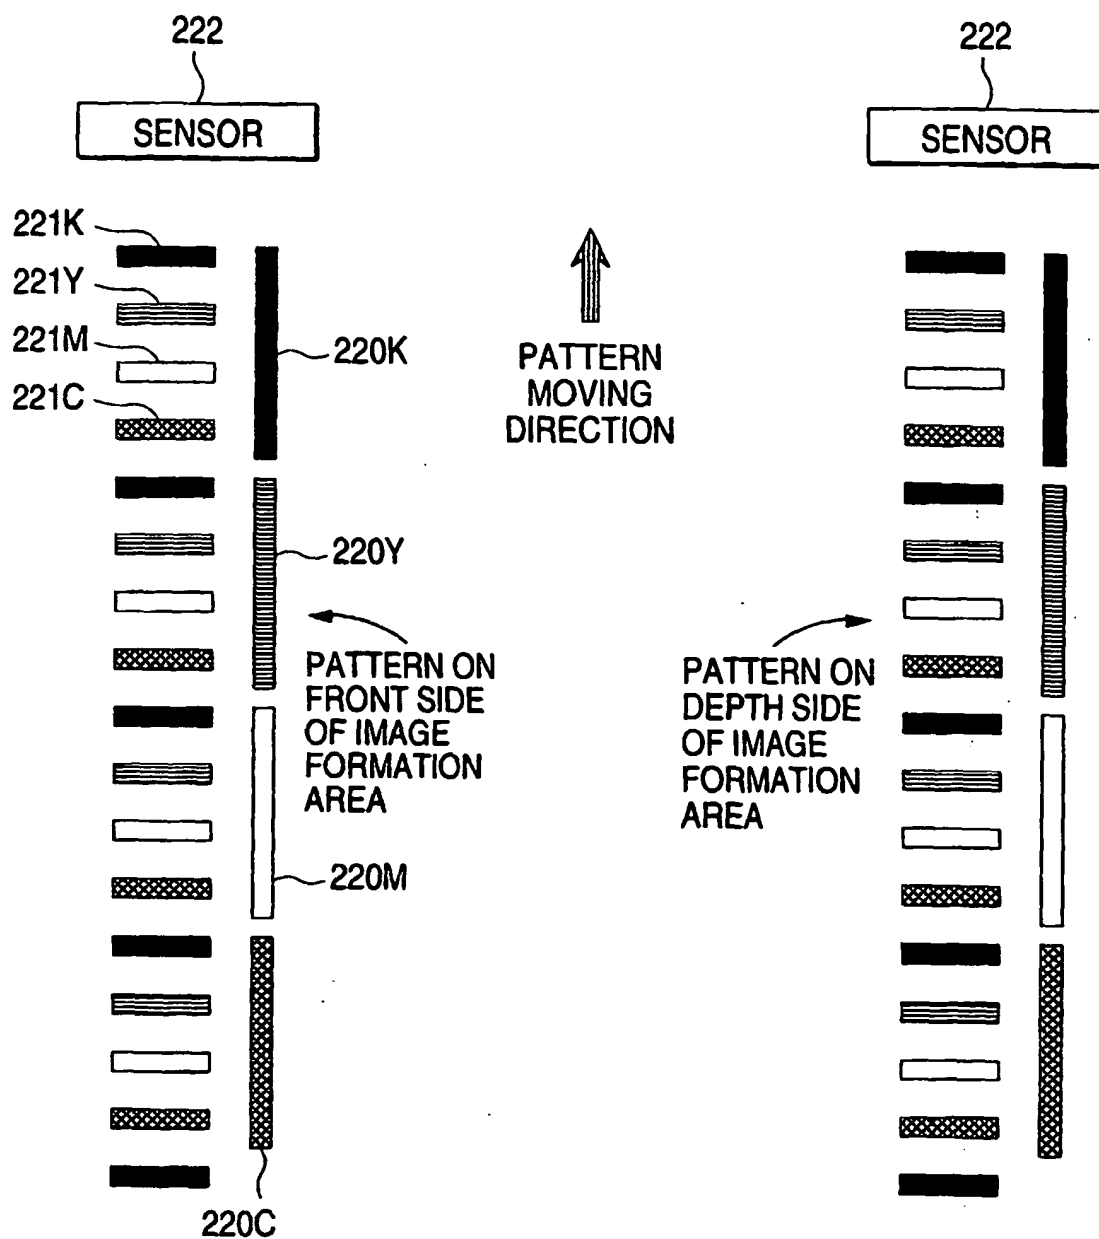 222
222
SENSOR
SENSOR
221K
221Y
221M
221C
220K
PATTERN
MOVING
DIRECTION
220Y
PATTERN ON
FRONT SIDE
OF IMAGE
FORMATION
AREA
PATTERN ON
DEPTH SIDE
OF IMAGE
FORMATION
AREA
220M
220C